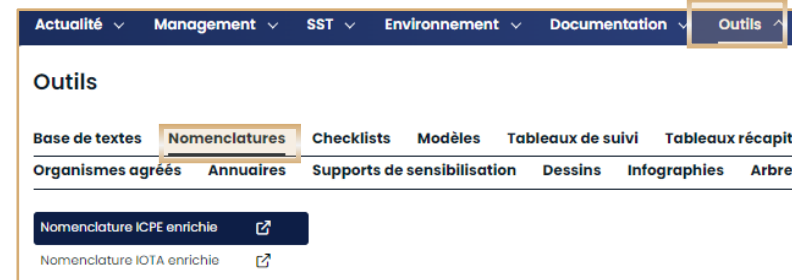 Actualité Management SST Environnement Documentation Outils
Outils
Base de textes Nomenclatures Checklists Modèles Tableaux de suivi Tableaux récapit
Organismes agréés Annuaires Supports de sensibilisation Dessins Infographies Arbre
Nomenclature ICPE enrichie
Nomenclature IOTA enrichie